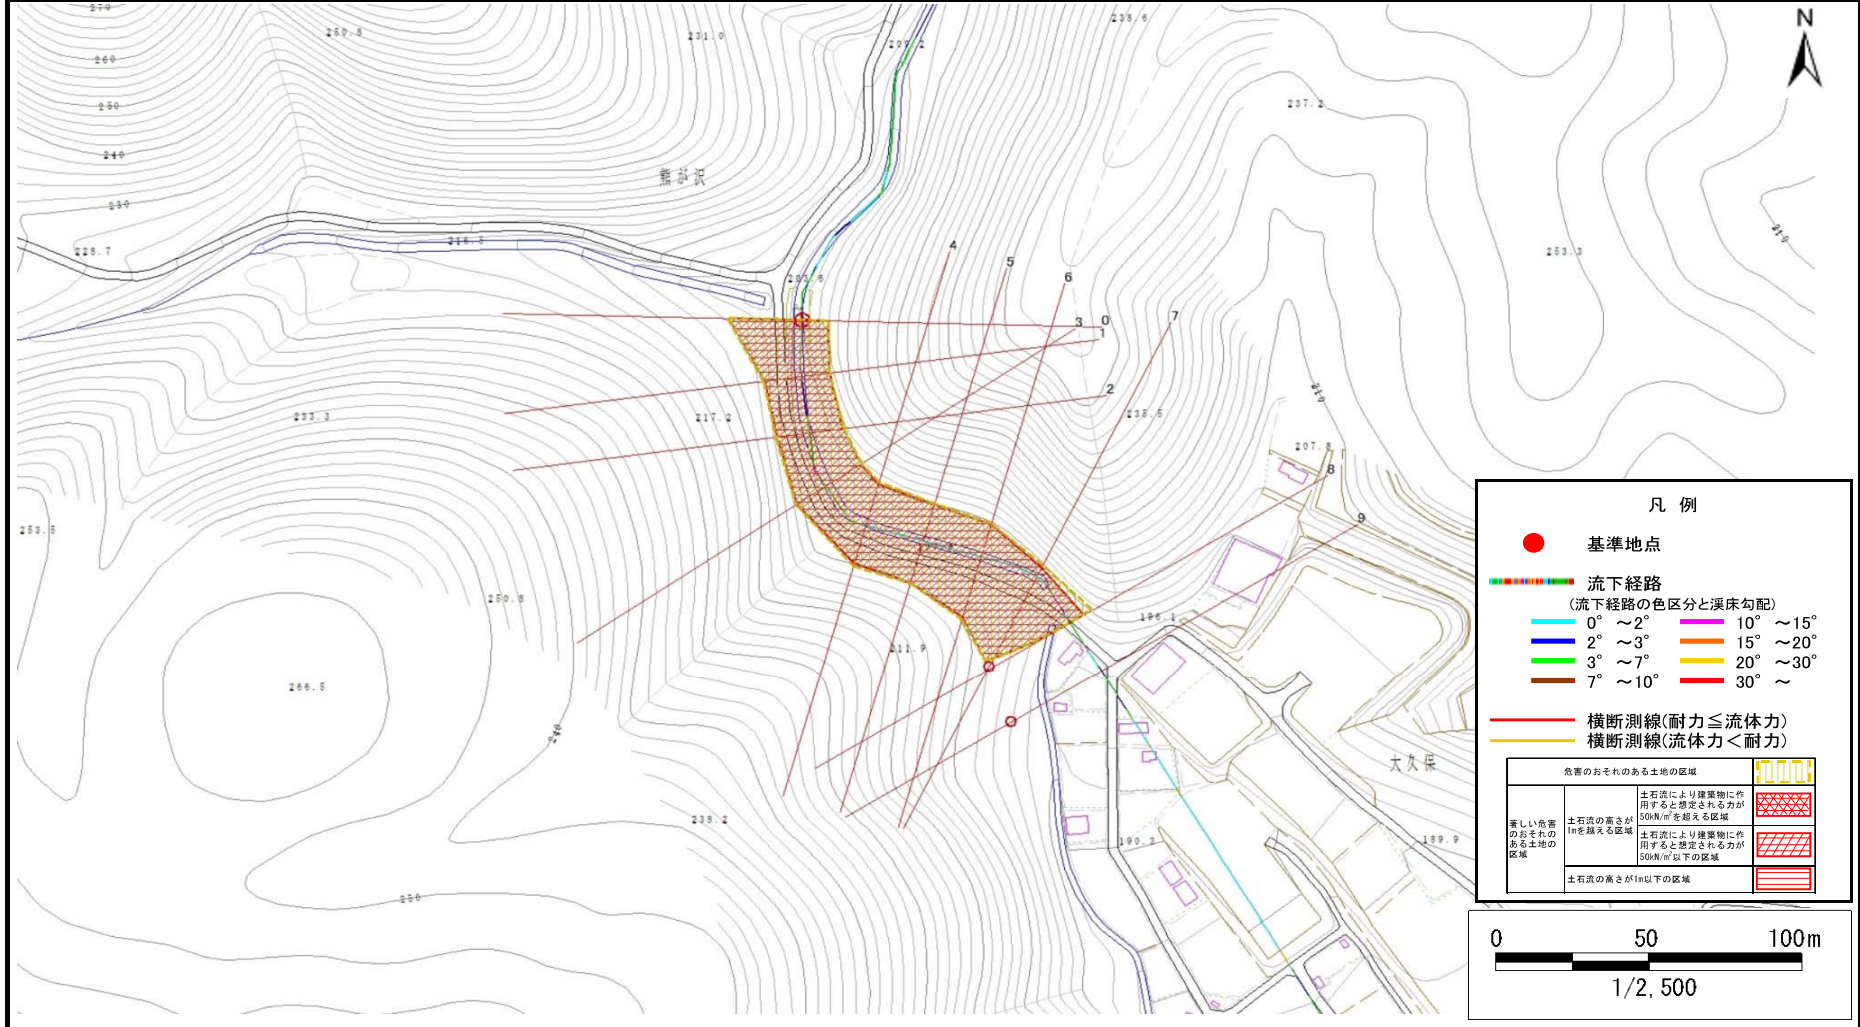 270
250.8
231.0
209.2
238.6
N
260
250
237.2
240
熊が沢
230
228.7
216.5
4
5
6
253.3
210
203.6
3
0
7
1
2
210
233.3
217.2
235.5
207.8
8
9
253.5
250.8
196.1
211.9
266.5
240
太久保
238.2
190.3
189.9
250
凡 例
基準地点
流下経路
(流下経路の色区分と渓床勾配)
0° ～2° 10° ～15°
2° ～3° 15° ～20°
3° ～7° 20° ～30°
7° ～10° 30° ～
横断測線(耐力≦流体力)
横断測線(流体力＜耐力)
危害のおそれのある土地の区域
著しい危害
のおそれの
ある土地の
区域
土石流の高さが
1mを越える区域
土石流により建築物に作
用すると想定される力が
50kN/㎡を超える区域
土石流により建築物に作
用すると想定される力が
50kN/㎡以下の区域
土石流の高さが1m以下の区域
0 50 100m
1/2,500